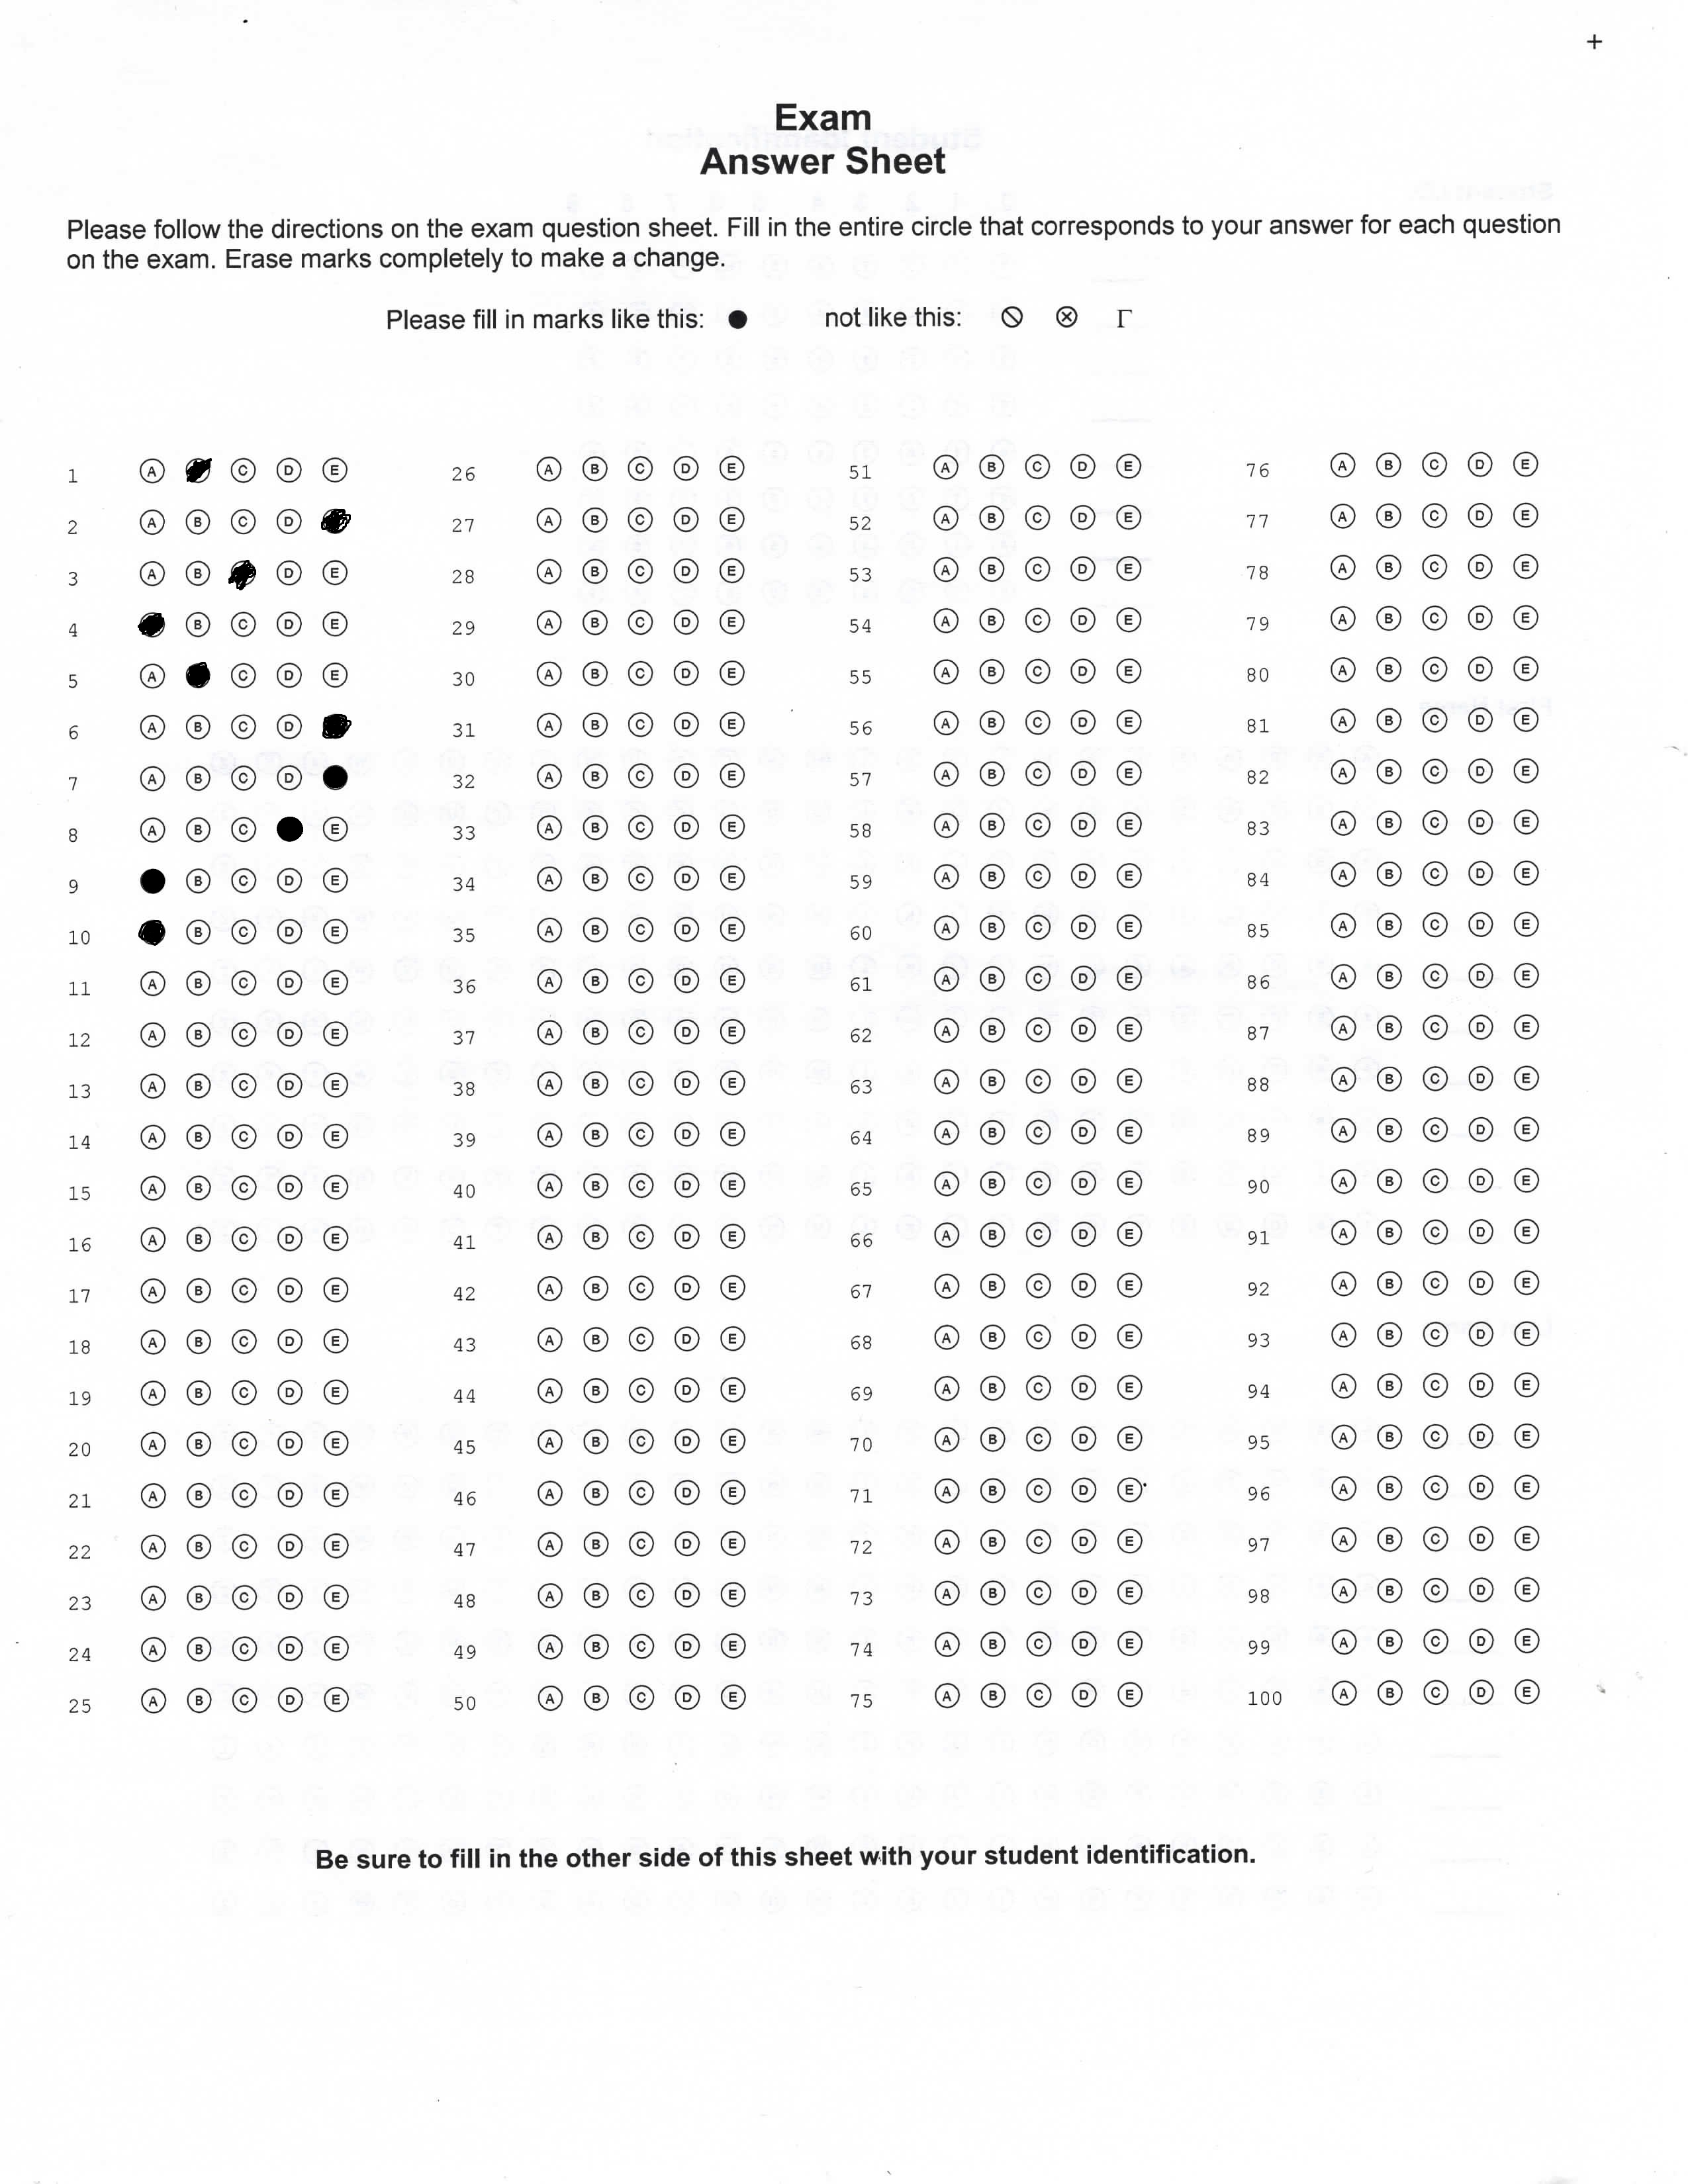 +
Exam
Answer Sheet
Please follow the directions on the exam question sheet. Fill in the entire circle that corresponds to your answer for each question
on the exam. Erase marks completely to make a change.
Please fill in marks like this: not like this:
1 A C D E 26 A B C D E 51 A B C D E 76 A B C D E
2 A B C D 27 A B C D E 52 A B C D E 77 A B C D E
3 A B D E 28 A B C D E 53 A B C D E 78 A B C D E
4 B C D E 29 A B C D E 54 A B C D E 79 A B C D E
5 A C D E 30 A B C D E 55 A B C D E 80 A B C D E
6 A B C D 31 A B C D E 56 A B C D E 81 A B C D E
7 A B C D 32 A B C D E 57 A B C D E 82 A B C D E
8 A B C E 33 A B C D E 58 A B C D E 83 A B C D E
9 B C D E 34 A B C D E 59 A B C D E 84 A B C D E
10 B C D E 35 A B C D E 60 A B C D E 85 A B C D E
11 A B C D E 36 A B C D E 61 A B C D E 86 A B C D E
12 A B C D E 37 A B C D E 62 A B C D E 87 A B C D E
13 A B C D E 38 A B C D E 63 A B C D E 88 A B C D E
14 A B C D E 39 A B C D E 64 A B C D E 89 A B C D E
15 A B C D E 40 A B C D E 65 A B C D E 90 A B C D E
16 A B C D E 41 A B C D E 66 A B C D E 91 A B C D E
17 A B C D E 42 A B C D E 67 A B C D E 92 A B C D E
18 A B C D E 43 A B C D E 68 A B C D E 93 A B C D E
19 A B C D E 44 A B C D E 69 A B C D E 94 A B C D E
20 A B C D E 45 A B C D E 70 A B C D E 95 A B C D E
21 A B C D E 46 A B C D E 71 A B C D E 96 A B C D E
22 A B C D E 47 A B C D E 72 A B C D E 97 A B C D E
23 A B C D E 48 A B C D E 73 A B C D E 98 A B C D E
24 A B C D E 49 A B C D E 74 A B C D E 99 A B C D E
25 A B C D E 50 A B C D E 75 A B C D E 100 A B C D E
Be sure to fill in the other side of this sheet with your student identification.